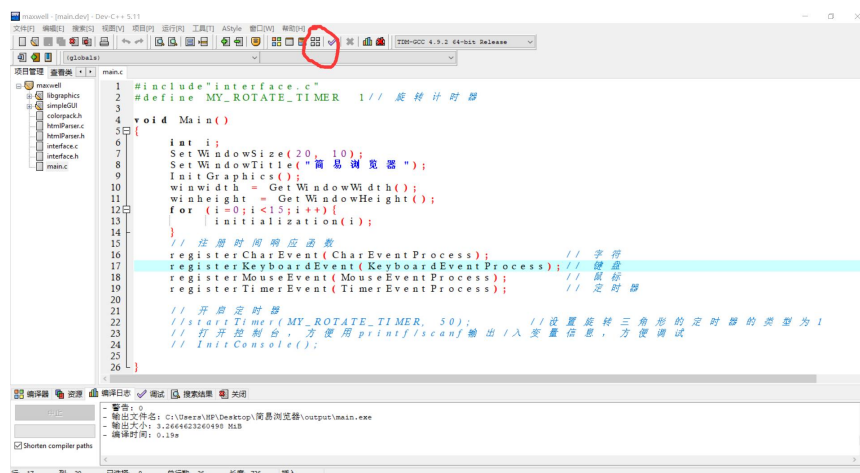 maxwell - [main.dev] - Dev-C++ 5.11
文件[F] 编辑[E] 搜索[S] 视图[V] 项目[P] 运行[R] 工具[T] AStyle 窗口[W] 帮助[H]
TDM-GCC 4.9.2 64-bit Release
(globals)
项目管理 查看类
main.c
maxwell
libgraphics
simpleGUI
colorpack.h
htmlParser.c
htmlParser.h
interface.c
interface.h
main.c
1 #include"interface.c"
2 #define MY_ROTATE_TIMER 1// 旋转计时器
3
4 void Main()
5 {
6 int i;
7 SetWindowSize(20, 10);
8 SetWindowTitle("简易浏览器");
9 InitGraphics();
10 winwidth = GetWindowWidth();
11 winheight = GetWindowHeight();
12 for (i=0;i<15;i++){
13 initialization(i);
14 }
15 // 注册时间响应函数
16 registerCharEvent(CharEventProcess); // 字符
17 registerKeyboardEvent(KeyboardEventProcess);// 键盘
18 registerMouseEvent(MouseEventProcess); // 鼠标
19 registerTimerEvent(TimerEventProcess); // 定时器
20
21 // 开启定时器
22 //startTimer(MY_ROTATE_TIMER, 50); //设置旋转三角形的定时器的类型为1
23 // 打开控制台，方便用printf/scanf输出/入变量信息，方便调试
24 // InitConsole();
25
26 }
编译器 资源 编译日志 调试 搜索结果 关闭
中止
Shorten compiler paths
- 警告: 0
- 输出文件名: C:\Users\HP\Desktop\简易浏览器\output\main.exe
- 输出大小: 3.2664623260498 MiB
- 编译时间: 0.19s